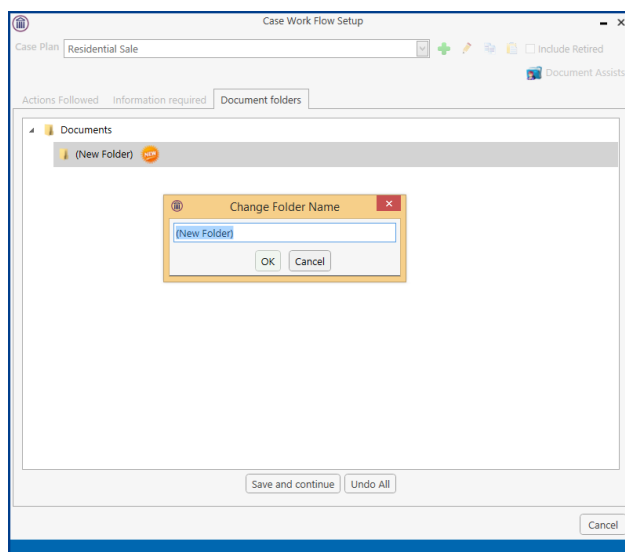 Case Work Flow Setup
Case Plan Residential Sale Include Retired
Document Assists
Actions Followed Information required Document folders
Documents
(New Folder) NEW
Change Folder Name
(New Folder)
OK Cancel
Save and continue Undo All
Cancel